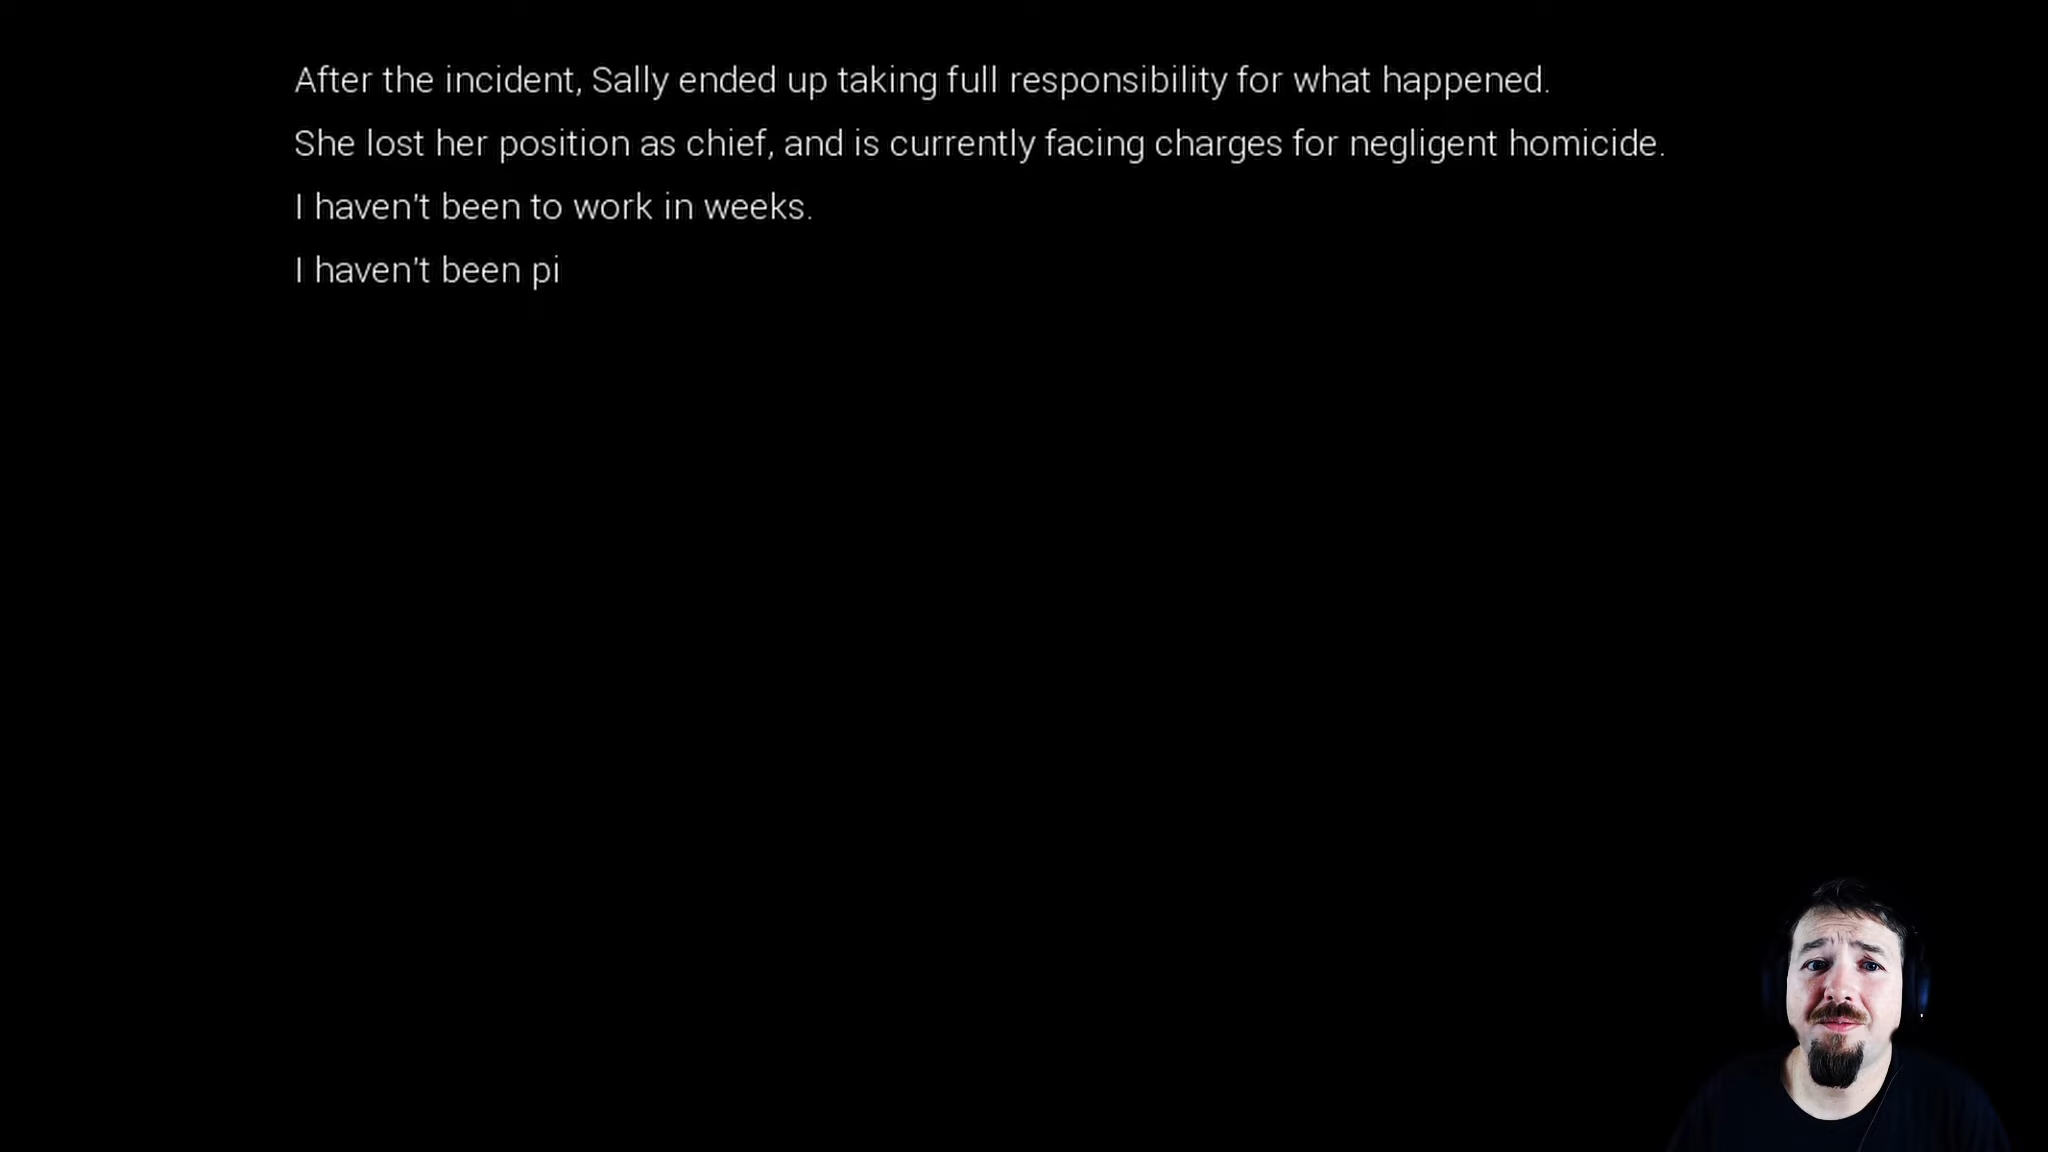 After the incident, Sally ended up taking full responsibility for what happened.
She lost her position as chief, and is currently facing charges for negligent homicide.
I haven't been to work in weeks.
I haven't been pi